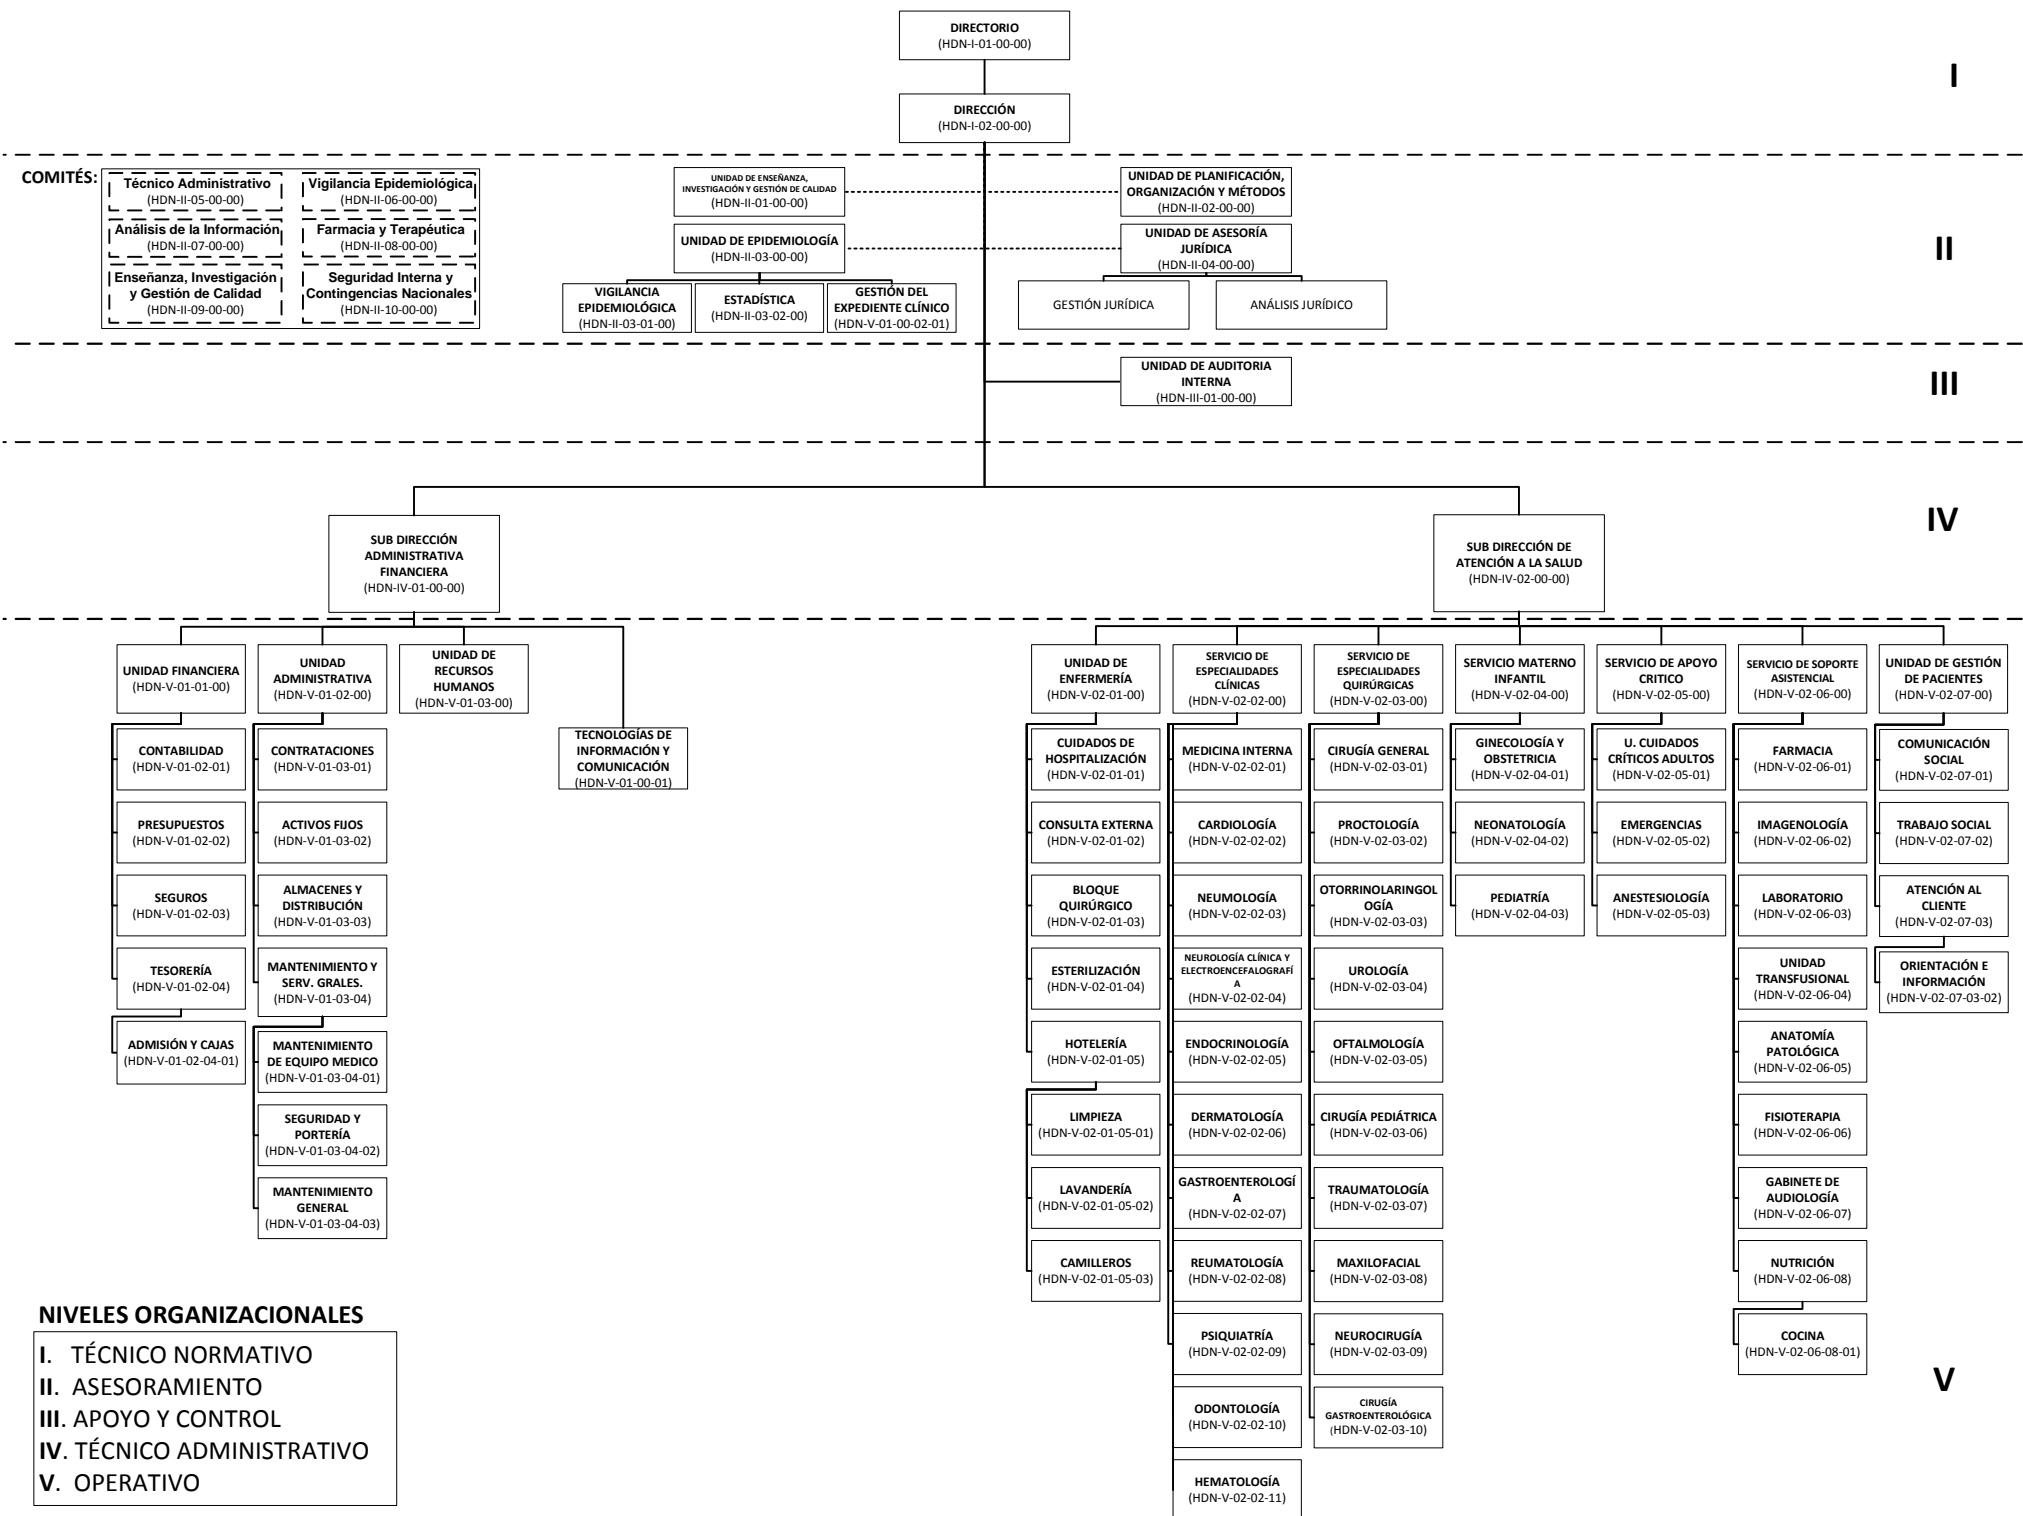 DIRECTORIO
(HDN-I-01-00-00)
I
DIRECCIÓN
(HDN-I-02-00-00)
COMITÉS:
Técnico Administrativo
(HDN-II-05-00-00)
Vigilancia Epidemiológica
(HDN-II-06-00-00)
Análisis de la Información
(HDN-II-07-00-00)
Farmacia y Terapéutica
(HDN-II-08-00-00)
Enseñanza, Investigación
y Gestión de Calidad
(HDN-II-09-00-00)
Seguridad Interna y
Contingencias Nacionales
(HDN-II-10-00-00)
UNIDAD DE ENSEÑANZA,
INVESTIGACIÓN Y GESTIÓN DE CALIDAD
(HDN-II-01-00-00)
UNIDAD DE PLANIFICACIÓN,
ORGANIZACIÓN Y MÉTODOS
(HDN-II-02-00-00)
UNIDAD DE EPIDEMIOLOGÍA
(HDN-II-03-00-00)
UNIDAD DE ASESORÍA
JURÍDICA
(HDN-II-04-00-00)
II
VIGILANCIA
EPIDEMIOLÓGICA
(HDN-II-03-01-00)
ESTADÍSTICA
(HDN-II-03-02-00)
GESTIÓN DEL
EXPEDIENTE CLÍNICO
(HDN-V-01-00-02-01)
GESTIÓN JURÍDICA
ANÁLISIS JURÍDICO
UNIDAD DE AUDITORIA
INTERNA
(HDN-III-01-00-00)
III
SUB DIRECCIÓN
ADMINISTRATIVA
FINANCIERA
(HDN-IV-01-00-00)
SUB DIRECCIÓN DE
ATENCIÓN A LA SALUD
(HDN-IV-02-00-00)
IV
UNIDAD FINANCIERA
(HDN-V-01-01-00)
CONTABILIDAD
(HDN-V-01-02-01)
PRESUPUESTOS
(HDN-V-01-02-02)
SEGUROS
(HDN-V-01-02-03)
TESORERÍA
(HDN-V-01-02-04)
ADMISIÓN Y CAJAS
(HDN-V-01-02-04-01)
UNIDAD
ADMINISTRATIVA
(HDN-V-01-02-00)
CONTRATACIONES
(HDN-V-01-03-01)
ACTIVOS FIJOS
(HDN-V-01-03-02)
ALMACENES Y
DISTRIBUCIÓN
(HDN-V-01-03-03)
MANTENIMIENTO Y
SERV. GRALES.
(HDN-V-01-03-04)
MANTENIMIENTO
DE EQUIPO MEDICO
(HDN-V-01-03-04-01)
SEGURIDAD Y
PORTERÍA
(HDN-V-01-03-04-02)
MANTENIMIENTO
GENERAL
(HDN-V-01-03-04-03)
UNIDAD DE
RECURSOS
HUMANOS
(HDN-V-01-03-00)
TECNOLOGÍAS DE
INFORMACIÓN Y
COMUNICACIÓN
(HDN-V-01-00-01)
UNIDAD DE
ENFERMERÍA
(HDN-V-02-01-00)
CUIDADOS DE
HOSPITALIZACIÓN
(HDN-V-02-01-01)
CONSULTA EXTERNA
(HDN-V-02-01-02)
BLOQUE
QUIRÚRGICO
(HDN-V-02-01-03)
ESTERILIZACIÓN
(HDN-V-02-01-04)
HOTELERÍA
(HDN-V-02-01-05)
LIMPIEZA
(HDN-V-02-01-05-01)
LAVANDERÍA
(HDN-V-02-01-05-02)
CAMILLEROS
(HDN-V-02-01-05-03)
SERVICIO DE
ESPECIALIDADES
CLÍNICAS
(HDN-V-02-02-00)
MEDICINA INTERNA
(HDN-V-02-02-01)
CARDIOLOGÍA
(HDN-V-02-02-02)
NEUMOLOGÍA
(HDN-V-02-02-03)
NEUROLOGÍA CLÍNICA Y
ELECTROENCEFALOGRAFÍ
A
(HDN-V-02-02-04)
ENDOCRINOLOGÍA
(HDN-V-02-02-05)
DERMATOLOGÍA
(HDN-V-02-02-06)
GASTROENTEROLOGÍ
A
(HDN-V-02-02-07)
REUMATOLOGÍA
(HDN-V-02-02-08)
PSIQUIATRÍA
(HDN-V-02-02-09)
ODONTOLOGÍA
(HDN-V-02-02-10)
HEMATOLOGÍA
(HDN-V-02-02-11)
SERVICIO DE
ESPECIALIDADES
QUIRÚRGICAS
(HDN-V-02-03-00)
CIRUGÍA GENERAL
(HDN-V-02-03-01)
PROCTOLOGÍA
(HDN-V-02-03-02)
OTORRINOLARINGOL
OGÍA
(HDN-V-02-03-03)
UROLOGÍA
(HDN-V-02-03-04)
OFTALMOLOGÍA
(HDN-V-02-03-05)
CIRUGÍA PEDIÁTRICA
(HDN-V-02-03-06)
TRAUMATOLOGÍA
(HDN-V-02-03-07)
MAXILOFACIAL
(HDN-V-02-03-08)
NEUROCIRUGÍA
(HDN-V-02-03-09)
CIRUGÍA
GASTROENTEROLÓGICA
(HDN-V-02-03-10)
SERVICIO MATERNO
INFANTIL
(HDN-V-02-04-00)
GINECOLOGÍA Y
OBSTETRICIA
(HDN-V-02-04-01)
NEONATOLOGÍA
(HDN-V-02-04-02)
PEDIATRÍA
(HDN-V-02-04-03)
SERVICIO DE APOYO
CRITICO
(HDN-V-02-05-00)
U. CUIDADOS
CRÍTICOS ADULTOS
(HDN-V-02-05-01)
EMERGENCIAS
(HDN-V-02-05-02)
ANESTESIOLOGÍA
(HDN-V-02-05-03)
SERVICIO DE SOPORTE
ASISTENCIAL
(HDN-V-02-06-00)
FARMACIA
(HDN-V-02-06-01)
IMAGENOLOGÍA
(HDN-V-02-06-02)
LABORATORIO
(HDN-V-02-06-03)
UNIDAD
TRANSFUSIONAL
(HDN-V-02-06-04)
ANATOMÍA
PATOLÓGICA
(HDN-V-02-06-05)
FISIOTERAPIA
(HDN-V-02-06-06)
GABINETE DE
AUDIOLOGÍA
(HDN-V-02-06-07)
NUTRICIÓN
(HDN-V-02-06-08)
COCINA
(HDN-V-02-06-08-01)
UNIDAD DE GESTIÓN
DE PACIENTES
(HDN-V-02-07-00)
COMUNICACIÓN
SOCIAL
(HDN-V-02-07-01)
TRABAJO SOCIAL
(HDN-V-02-07-02)
ATENCIÓN AL
CLIENTE
(HDN-V-02-07-03)
ORIENTACIÓN E
INFORMACIÓN
(HDN-V-02-07-03-02)
V
NIVELES ORGANIZACIONALES
I. TÉCNICO NORMATIVO
II. ASESORAMIENTO
III. APOYO Y CONTROL
IV. TÉCNICO ADMINISTRATIVO
V. OPERATIVO